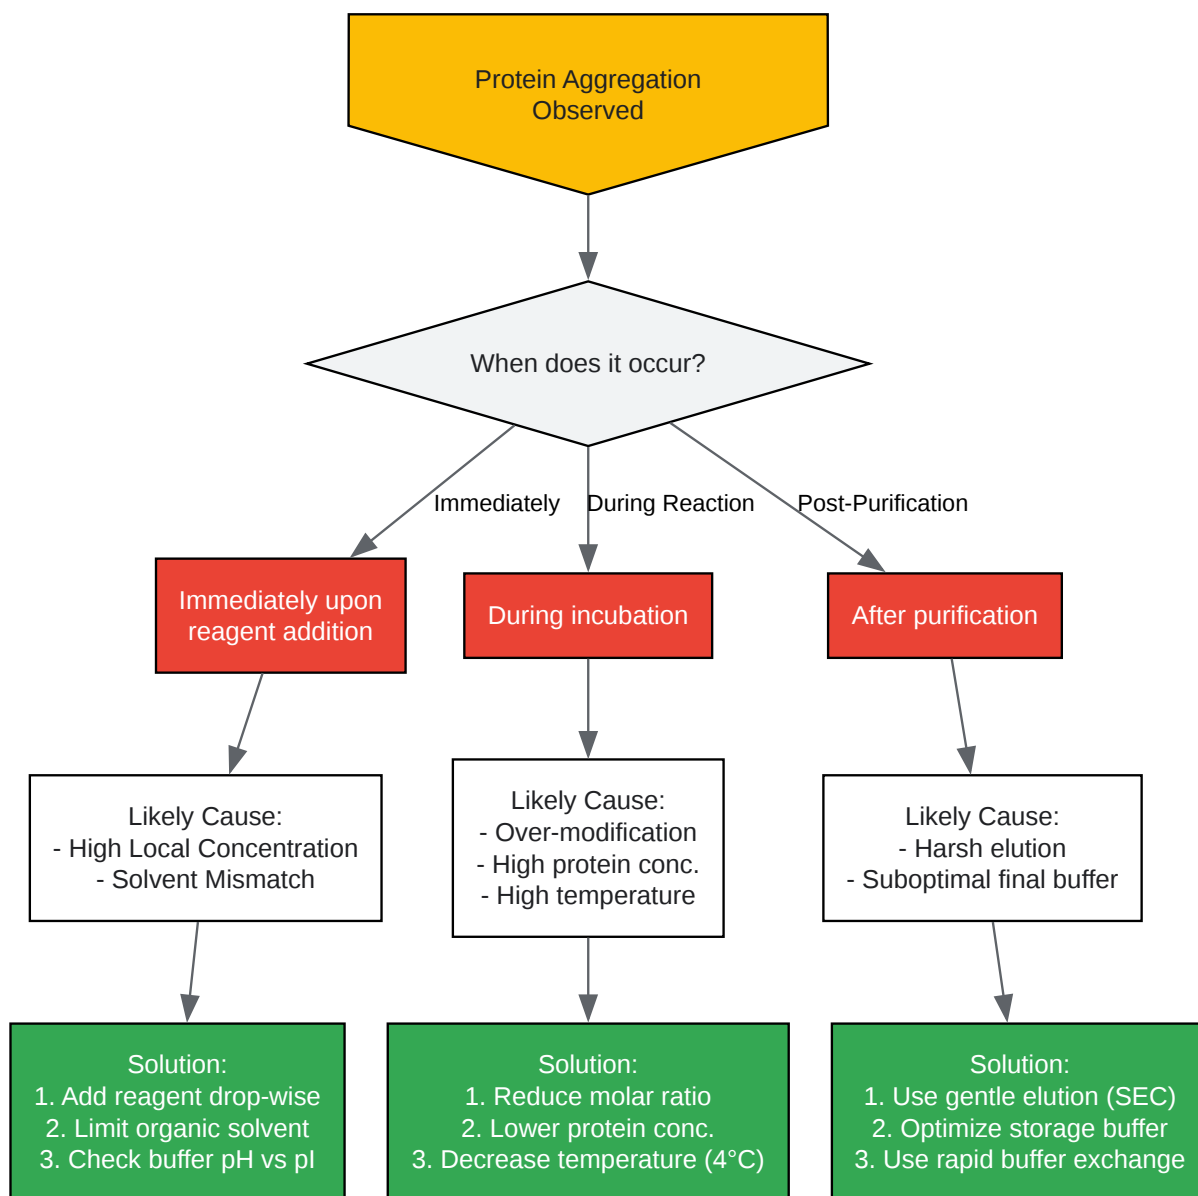 Protein Aggregation
Observed
When does it occur?
Immediately
During Reaction
Post-Purification
Immediately upon
reagent addition
During incubation
After purification
Likely Cause:
- High Local Concentration
- Solvent Mismatch
Likely Cause:
- Over-modification
- High protein conc.
- High temperature
Likely Cause:
- Harsh elution
- Suboptimal final buffer
Solution:
1. Add reagent drop-wise
2. Limit organic solvent
3. Check buffer pH vs pI
Solution:
1. Reduce molar ratio
2. Lower protein conc.
3. Decrease temperature (4°C)
Solution:
1. Use gentle elution (SEC)
2. Optimize storage buffer
3. Use rapid buffer exchange